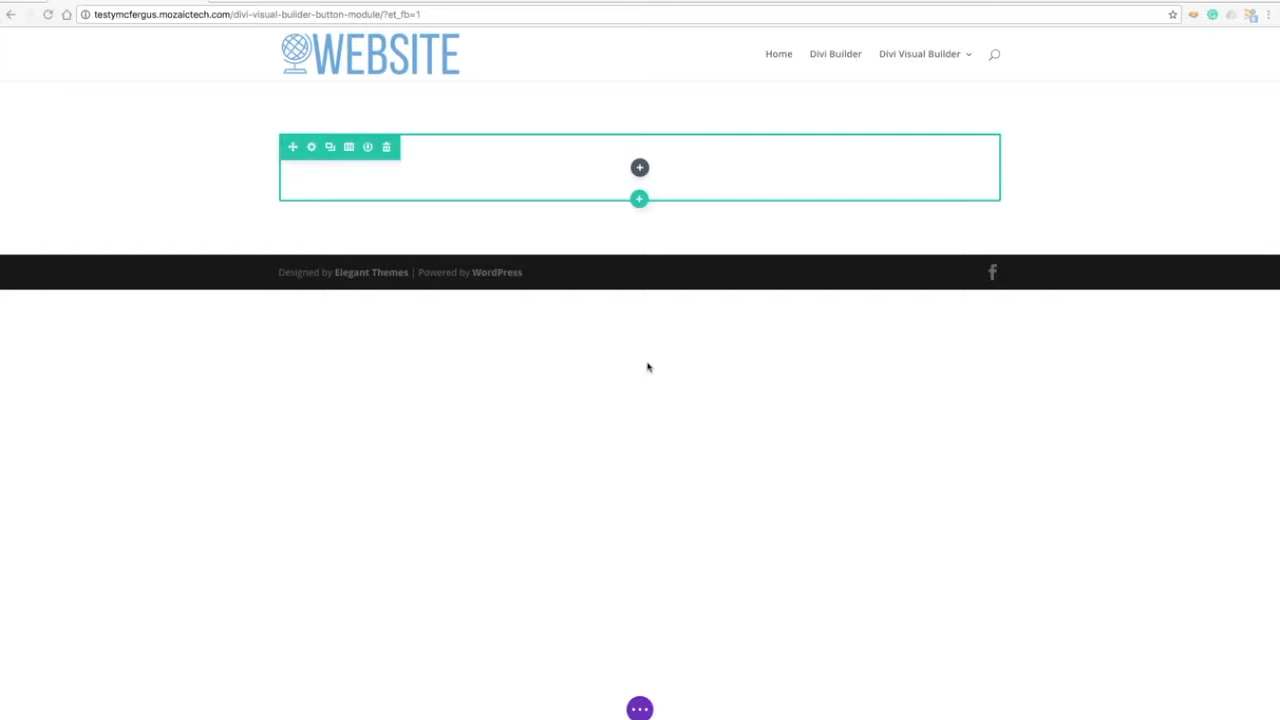 testymcfergus.mozaictech.com/divi-visual-builder-button-module/?et_fb=1
WEBSITE
Home Divi Builder Divi Visual Builder
Designed by Elegant Themes | Powered by WordPress